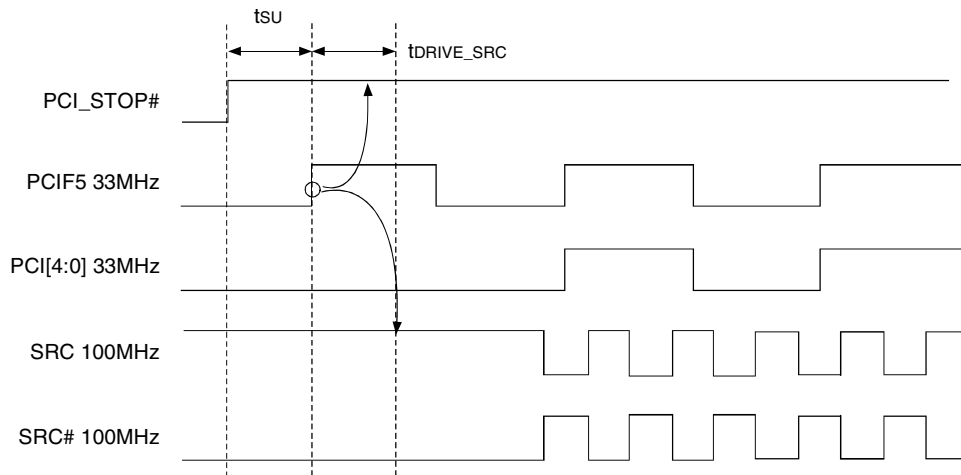 tSU
tDRIVE_SRC
PCI_STOP#
PCIF5 33MHz
PCI[4:0] 33MHz
SRC 100MHz
SRC# 100MHz